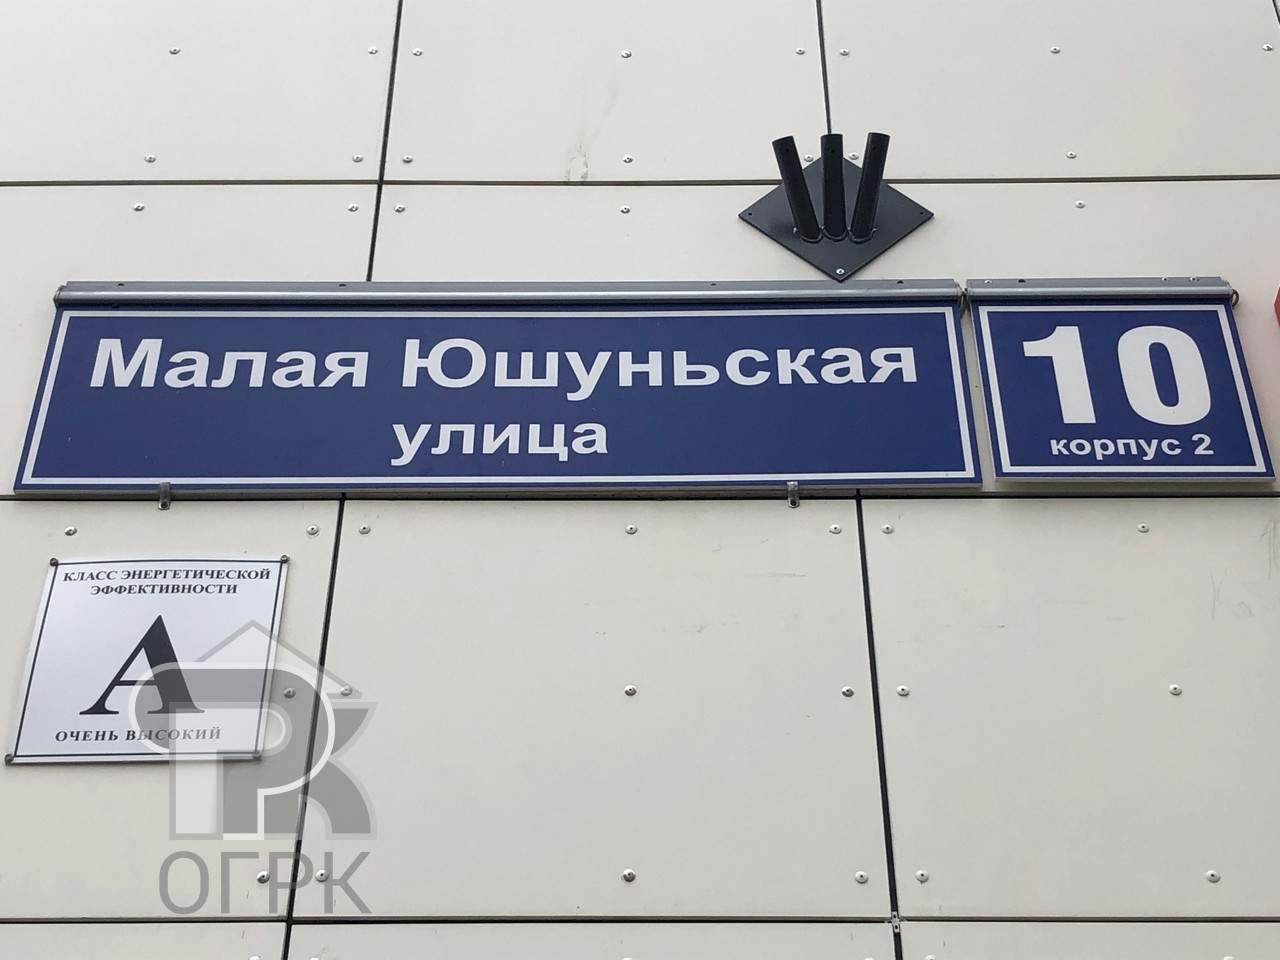 Малая Юшуньская
улица
10
корпус 2
КЛАСС ЭНЕРГЕТИЧЕСКОЙ
ЭФФЕКТИВНОСТИ
А
ОЧЕНЬ ВЫСОКИЙ
ОГРК